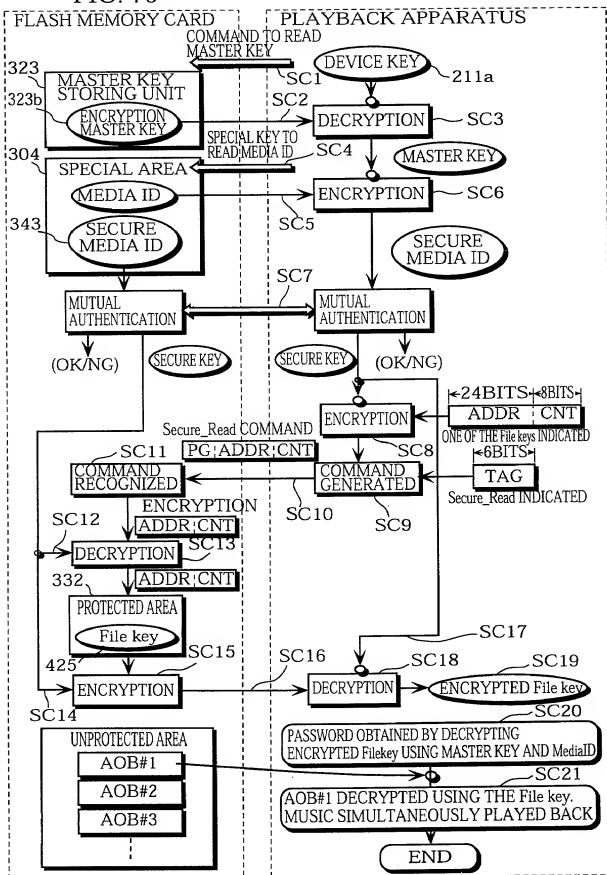 FLASH MEMORY CARD
PLAYBACK APPARATUS
COMMAND TO READ
MASTER KEY
SC1
DEVICE KEY
211a
323
MASTER KEY
STORING UNIT
323b
ENCRYPTION
MASTER KEY
SC2
DECRYPTION
SC3
SPECIAL KEY TO
READ MEDIA ID
SC4
MASTER KEY
304
SPECIAL AREA
MEDIA ID
SC5
ENCRYPTION
SC6
343
SECURE
MEDIA ID
SECURE
MEDIA ID
SC7
MUTUAL
AUTHENTICATION
MUTUAL
AUTHENTICATION
(OK/NG)
SECURE KEY
SECURE KEY
(OK/NG)
24BITS
8BITS
ENCRYPTION
ADDR CNT
ONE OF THE File keys INDICATED
SC8
Secure_Read COMMAND
PG ADDR CNT
6BITS
SC11
COMMAND
RECOGNIZED
SC10
COMMAND
GENERATED
SC9
TAG
Secure_Read INDICATED
ENCRYPTION
ADDR CNT
SC12
DECRYPTION
SC13
ADDR CNT
332
PROTECTED AREA
File key
425
SC15
SC17
SC14
ENCRYPTION
SC16
DECRYPTION
SC18
SC19
ENCRYPTED File key
SC20
PASSWORD OBTAINED BY DECRYPTING
ENCRYPTED Filekey USING MASTER KEY AND MediaID
UNPROTECTED AREA
AOB#1
AOB#2
AOB#3
SC21
AOB#1 DECRYPTED USING THE File key.
MUSIC SIMULTANEOUSLY PLAYED BACK
END